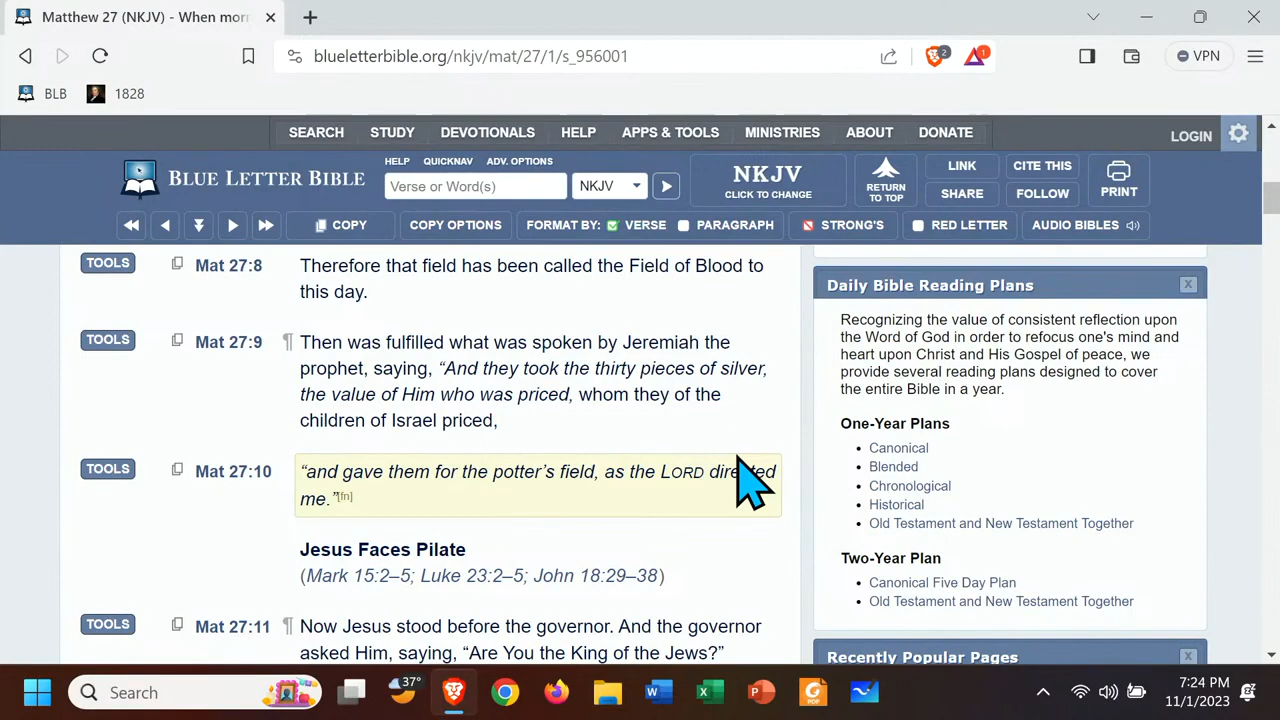 Matthew 27 (NKJV) - When mor
blueletterbible.org/nkjv/mat/27/1/s_956001
2
1
VPN
BLB
1828
SEARCH STUDY DEVOTIONALS HELP APPS & TOOLS MINISTRIES ABOUT DONATE
LOGIN
BLUE LETTER BIBLE
HELP QUICKNAV ADV. OPTIONS
Verse or Word(s)
NKJV
NKJV
CLICK TO CHANGE
RETURN
TO TOP
LINK
SHARE
CITE THIS
FOLLOW
PRINT
COPY COPY OPTIONS FORMAT BY: VERSE PARAGRAPH STRONG'S RED LETTER AUDIO BIBLES
TOOLS Mat 27:8 Therefore that field has been called the Field of Blood to
this day.
TOOLS Mat 27:9 ¶ Then was fulfilled what was spoken by Jeremiah the
prophet, saying, “And they took the thirty pieces of silver,
the value of Him who was priced, whom they of the
children of Israel priced,
TOOLS Mat 27:10 “and gave them for the potter’s field, as the LORD directed
me.”[fn]
Jesus Faces Pilate
(Mark 15:2–5; Luke 23:2–5; John 18:29–38)
TOOLS Mat 27:11 ¶ Now Jesus stood before the governor. And the governor
asked Him, saying, “Are You the King of the Jews?”
Daily Bible Reading Plans
X
Recognizing the value of consistent reflection upon
the Word of God in order to refocus one's mind and
heart upon Christ and His Gospel of peace, we
provide several reading plans designed to cover
the entire Bible in a year.
One-Year Plans
• Canonical
• Blended
• Chronological
• Historical
• Old Testament and New Testament Together
Two-Year Plan
• Canonical Five Day Plan
• Old Testament and New Testament Together
Recently Popular Pages
X
Search
37°
7:24 PM
11/1/2023